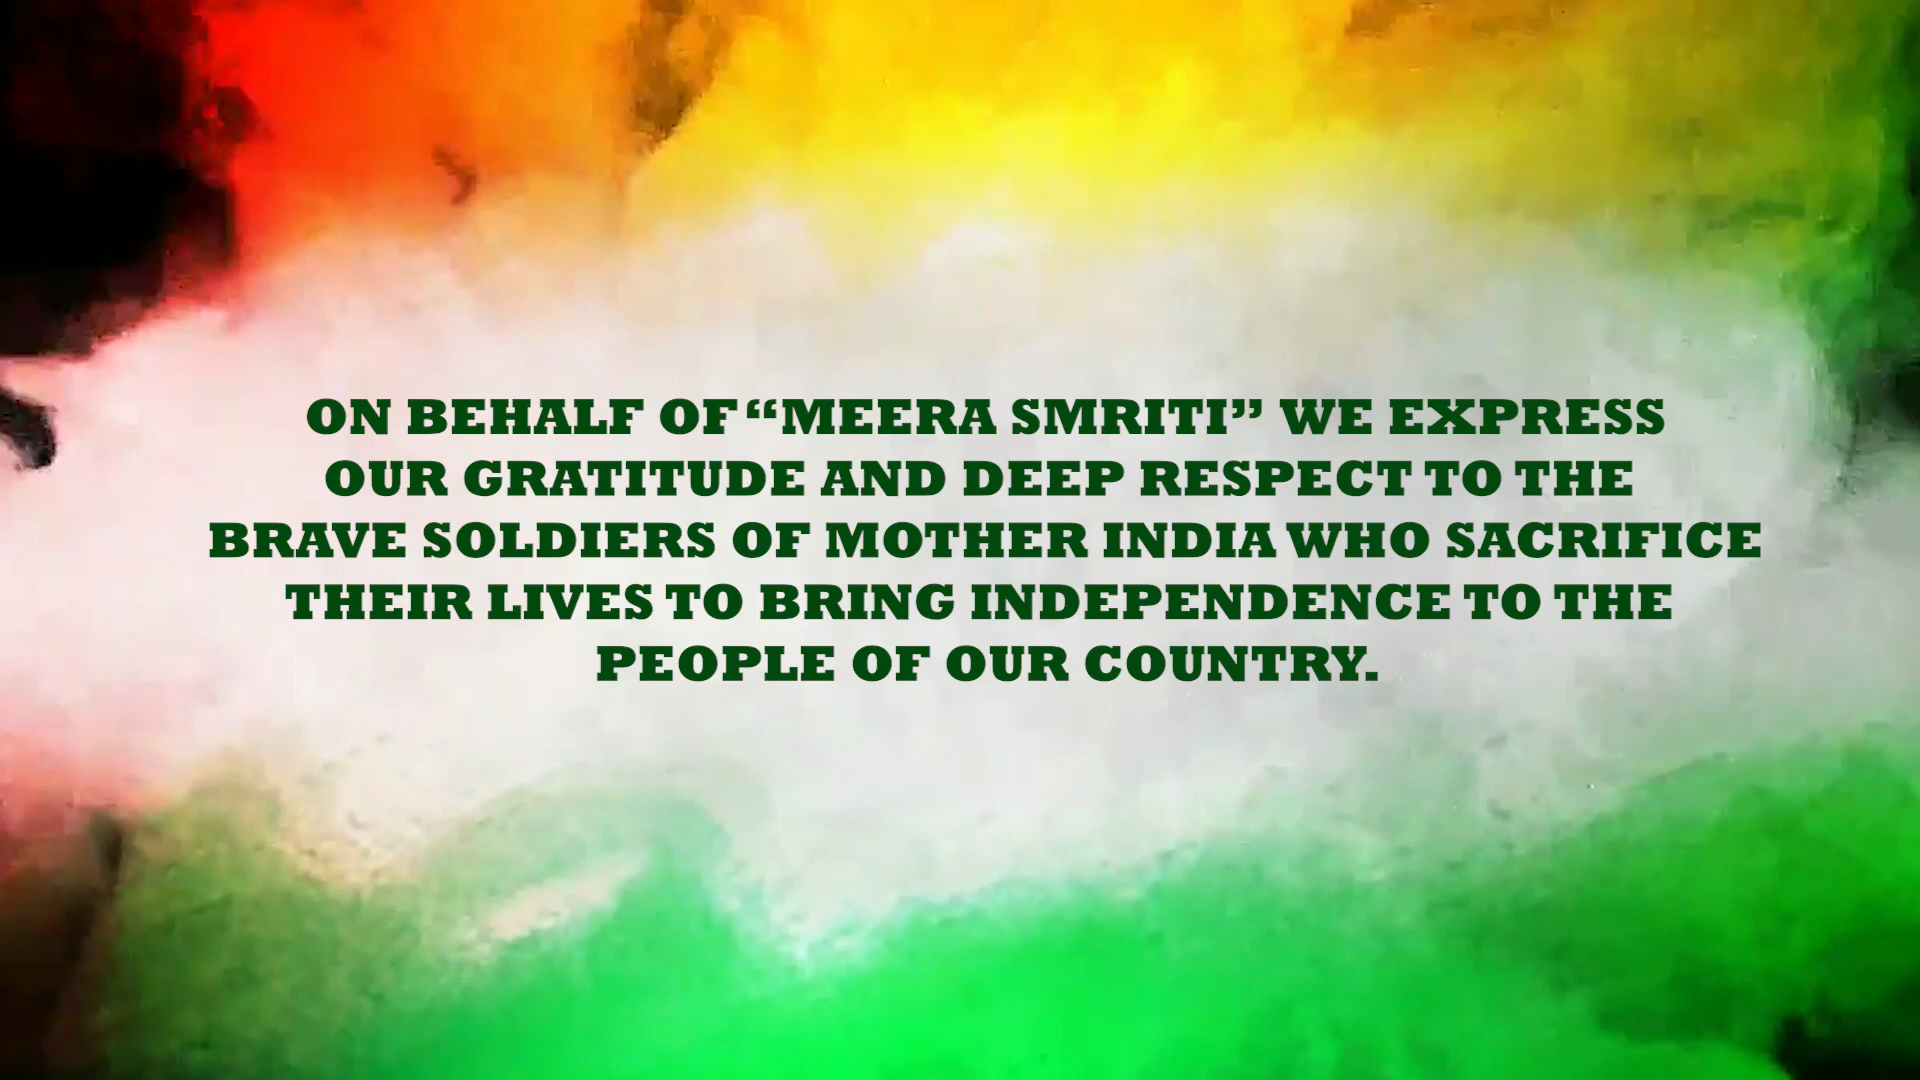 ON BEHALF OF “MEERA SMRITI” WE EXPRESS
OUR GRATITUDE AND DEEP RESPECT TO THE
BRAVE SOLDIERS OF MOTHER INDIA WHO SACRIFICE
THEIR LIVES TO BRING INDEPENDENCE TO THE
PEOPLE OF OUR COUNTRY.